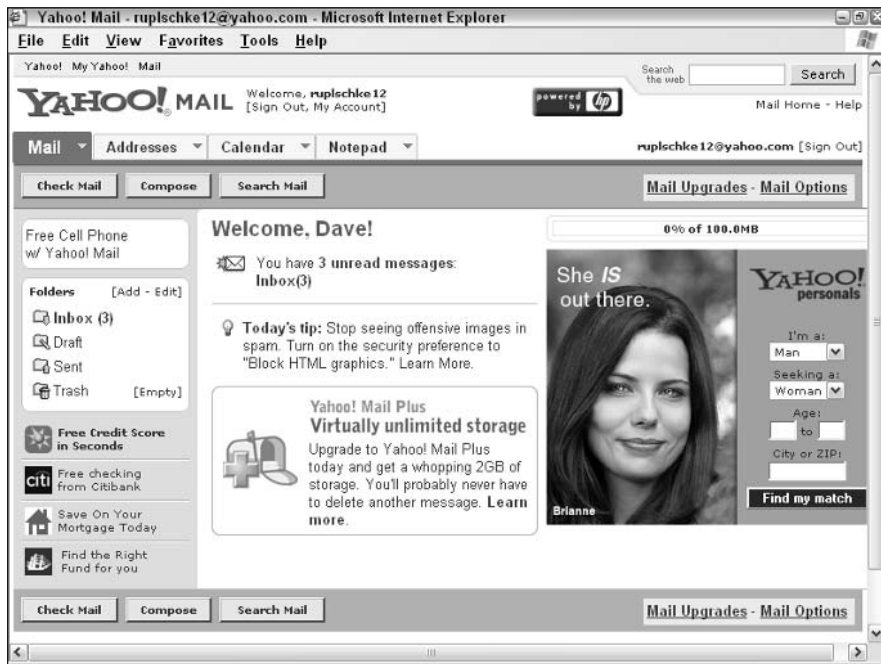 Yahoo! Mail - ruplschke12@yahoo.com - Microsoft Internet Explorer
File Edit View Favorites Tools Help
Yahoo! My Yahoo! Mail
Search the web
Search
YAHOO! MAIL
Welcome, ruplschke12
[Sign Out, My Account]
powered by hp
Mail Home - Help
Mail Addresses Calendar Notepad
ruplschke12@yahoo.com [Sign Out]
Check Mail Compose Search Mail
Mail Upgrades - Mail Options
Free Cell Phone
w/ Yahoo! Mail
Folders [Add - Edit]
Inbox (3)
Draft
Sent
Trash [Empty]
Free Credit Score
in Seconds
citi
Free checking
from Citibank
Save On Your
Mortgage Today
Find the Right
Fund for you
Welcome, Dave!
You have 3 unread messages:
Inbox(3)
Today's tip: Stop seeing offensive images in
spam. Turn on the security preference to
"Block HTML graphics." Learn More.
Yahoo! Mail Plus
Virtually unlimited storage
Upgrade to Yahoo! Mail Plus
today and get a whopping 2GB of
storage. You'll probably never have
to delete another message. Learn
more.
0% of 100.0MB
She IS
out there.
Brianne
YAHOO!
personals
I'm a:
Man
Seeking a:
Woman
Age:
to
City or ZIP:
Find my match
Check Mail Compose Search Mail
Mail Upgrades - Mail Options